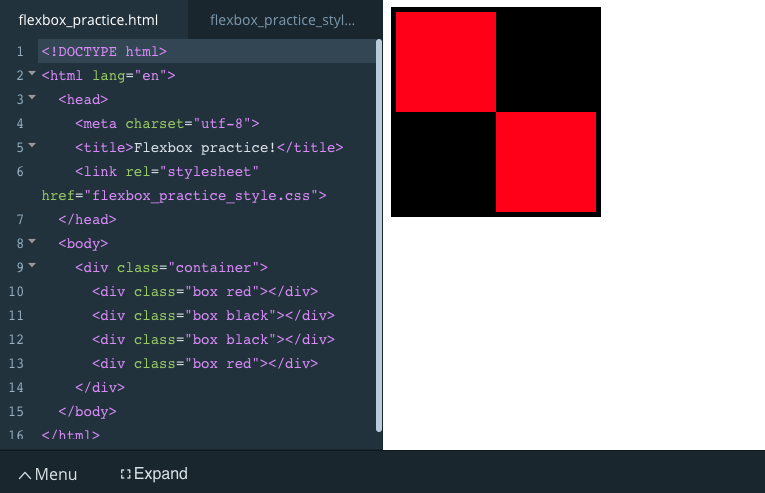 flexbox_practice.html
flexbox_practice_styl...
1 <!DOCTYPE html>
2 <html lang="en">
3 <head>
4 <meta charset="utf-8">
5 <title>Flexbox practice!</title>
6 <link rel="stylesheet"
href="flexbox_practice_style.css">
7 </head>
8 <body>
9 <div class="container">
10 <div class="box red"></div>
11 <div class="box black"></div>
12 <div class="box black"></div>
13 <div class="box red"></div>
14 </div>
15 </body>
16 </html>
Menu
Expand